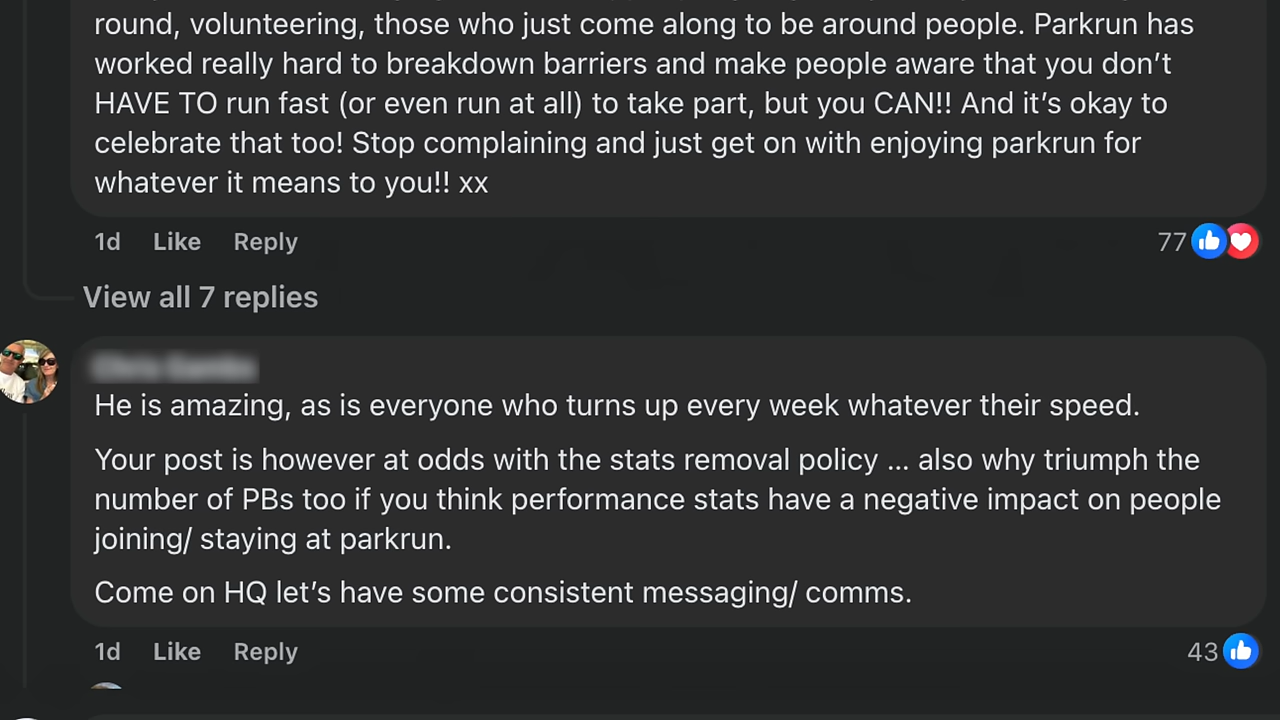 round, volunteering, those who just come along to be around people. Parkrun has
worked really hard to breakdown barriers and make people aware that you don’t
HAVE TO run fast (or even run at all) to take part, but you CAN!! And it’s okay to
celebrate that too! Stop complaining and just get on with enjoying parkrun for
whatever it means to you!! xx
1d Like Reply 77
View all 7 replies
He is amazing, as is everyone who turns up every week whatever their speed.
Your post is however at odds with the stats removal policy ... also why triumph the
number of PBs too if you think performance stats have a negative impact on people
joining/ staying at parkrun.
Come on HQ let’s have some consistent messaging/ comms.
1d Like Reply 43